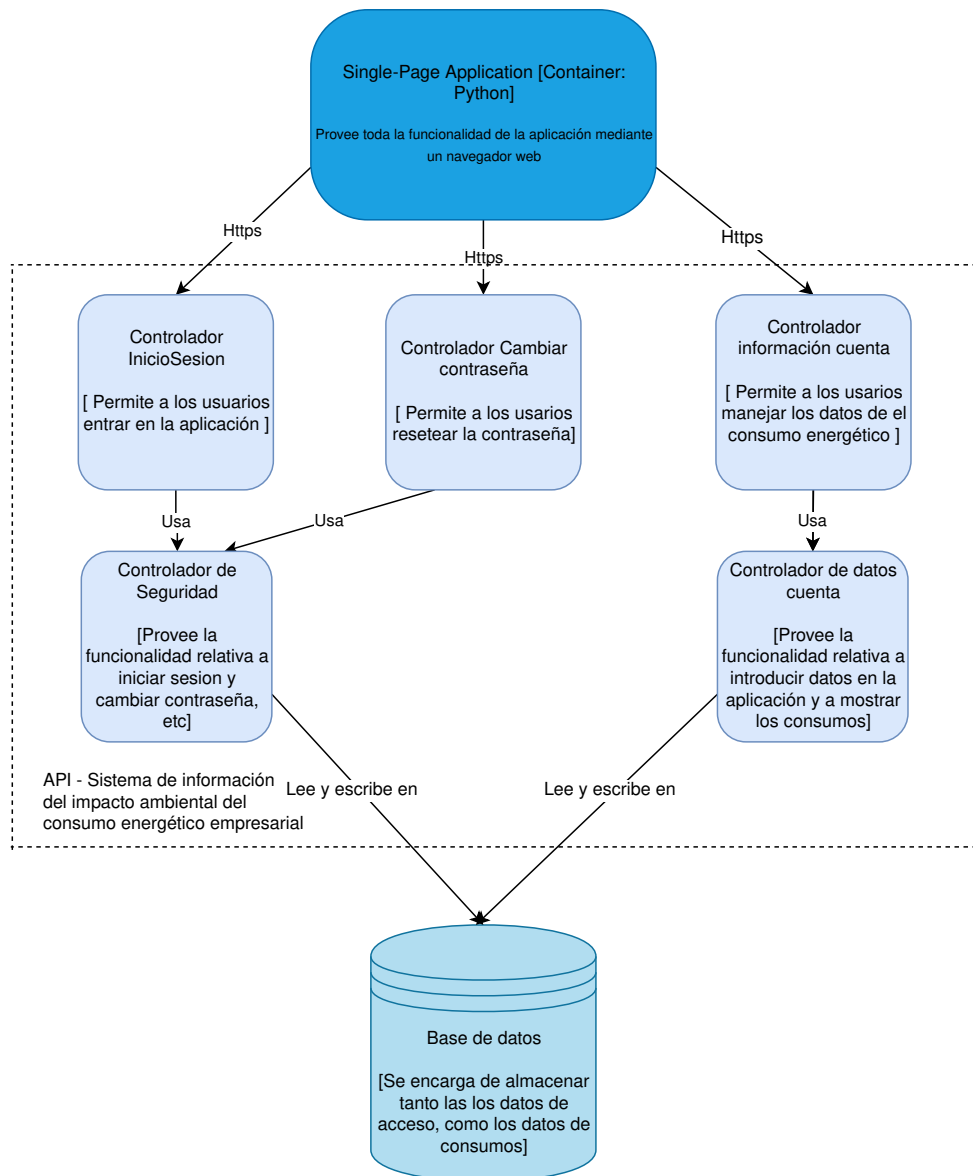 Single-Page Application [Container:
Python]
Provee toda la funcionalidad de la aplicación mediante
un navegador web
Https
Https
Https
Controlador
InicioSesion
[ Permite a los usuarios
entrar en la aplicación ]
Controlador Cambiar
contraseña
[ Permite a los usarios
resetear la contraseña]
Controlador
información cuenta
[ Permite a los usarios
manejar los datos de el
consumo energético ]
Usa
Usa
Usa
Controlador de
Seguridad
[Provee la
funcionalidad relativa a
iniciar sesion y
cambiar contraseña,
etc]
Controlador de datos
cuenta
[Provee la
funcionalidad relativa a
introducir datos en la
aplicación y a mostrar
los consumos]
API - Sistema de información
del impacto ambiental del
consumo energético empresarial
Lee y escribe en
Lee y escribe en
Base de datos
[Se encarga de almacenar
tanto las los datos de
acceso, como los datos de
consumos]